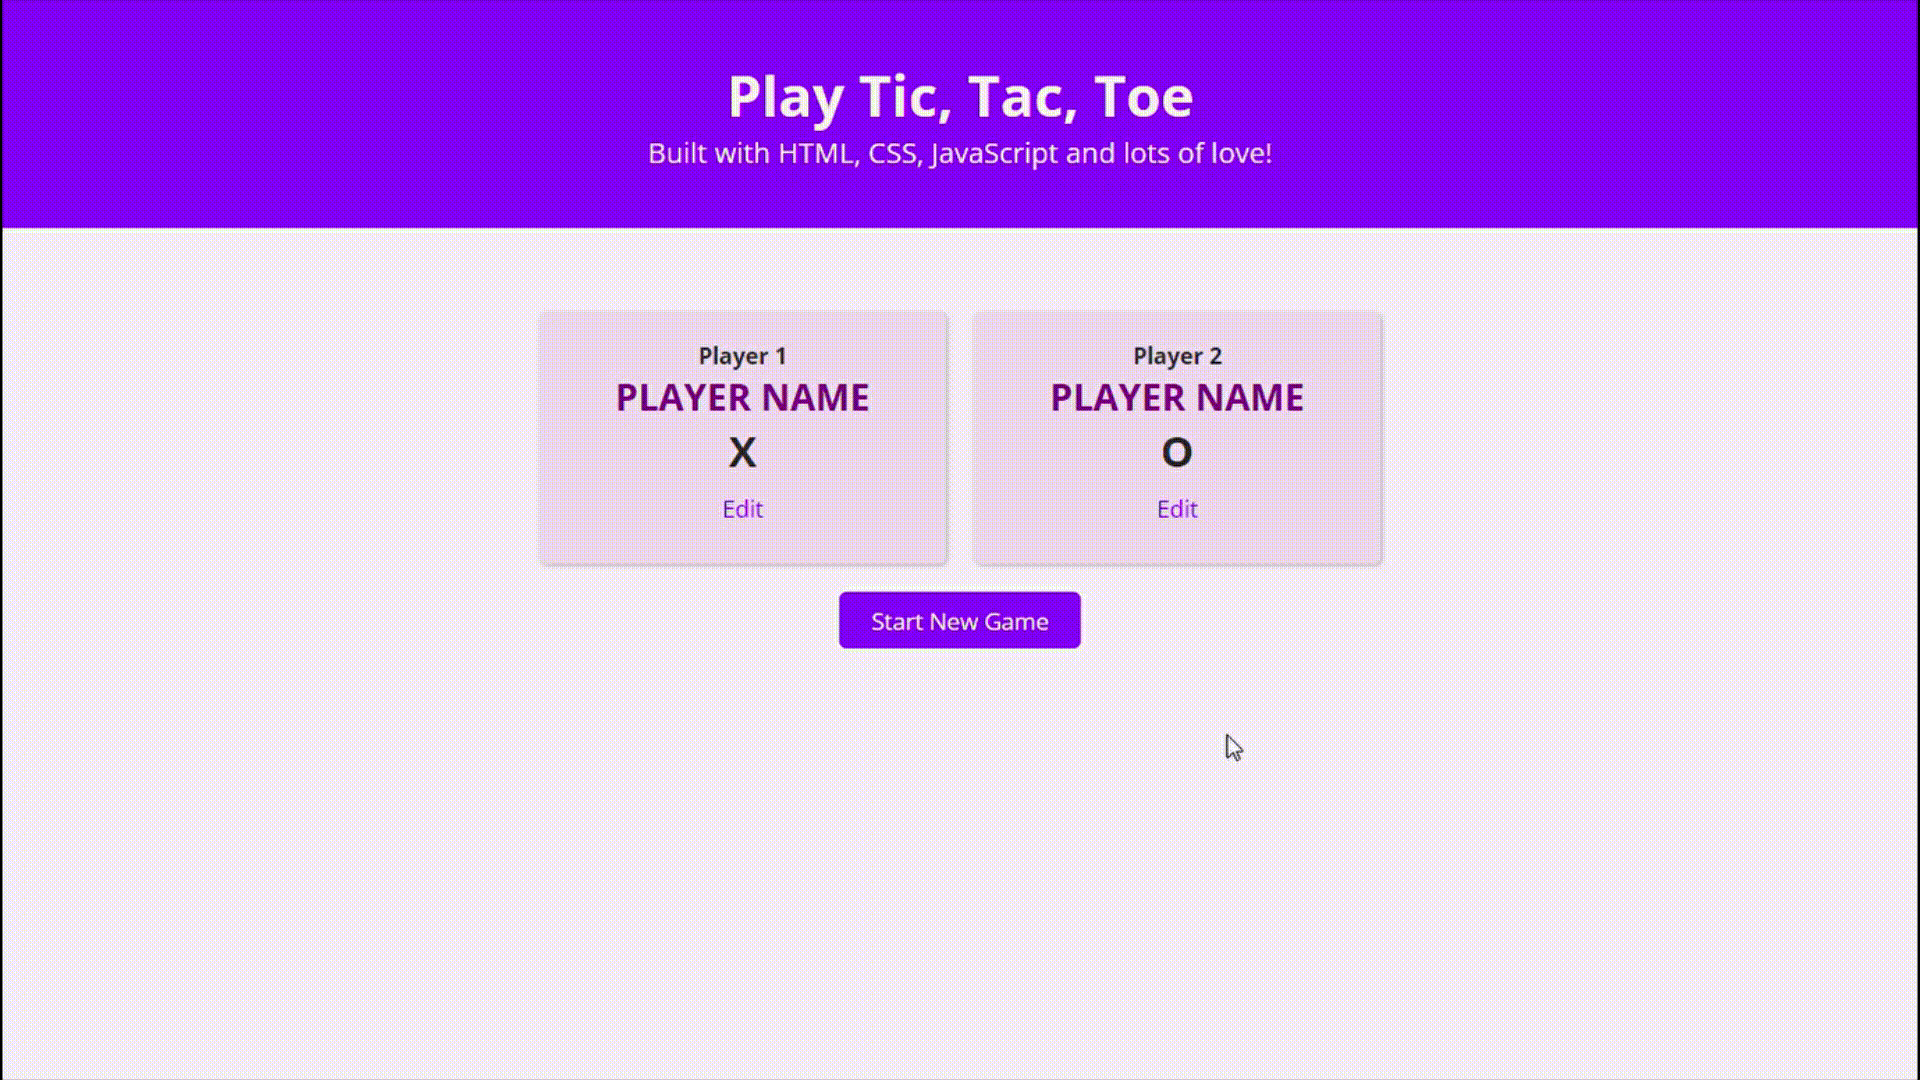 Play Tic, Tac, Toe
Built with HTML, CSS, JavaScript and lots of love!
Player 1
PLAYER NAME
X
Edit
Player 2
PLAYER NAME
O
Edit
Start New Game